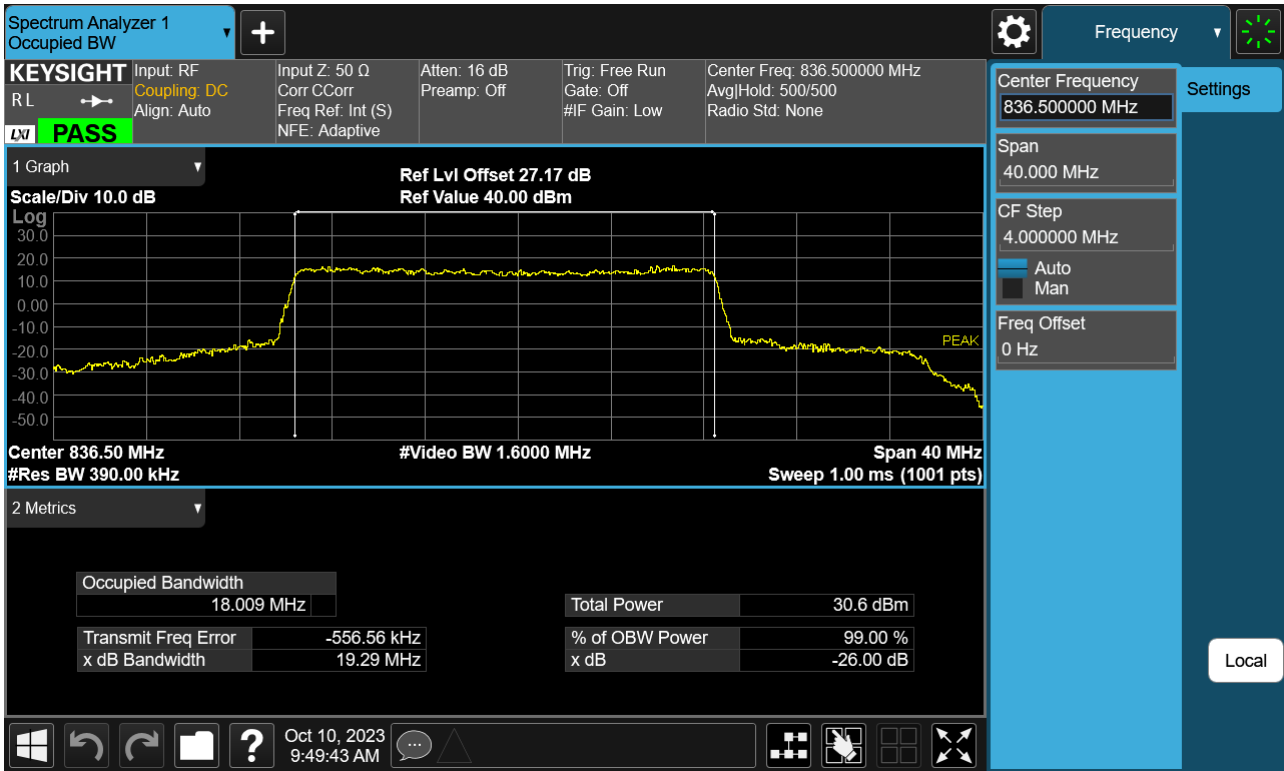 Spectrum Analyzer 1
Occupied BW
Frequency
KEYSIGHT
R L
LXI
PASS
Input: RF
Coupling: DC
Align: Auto
Input Z: 50 Ω
Corr CCorr
Freq Ref: Int (S)
NFE: Adaptive
Atten: 16 dB
Preamp: Off
Trig: Free Run
Gate: Off
#IF Gain: Low
Center Freq: 836.500000 MHz
Avg|Hold: 500/500
Radio Std: None
1 Graph
Scale/Div 10.0 dB
Ref Lvl Offset 27.17 dB
Ref Value 40.00 dBm
Log
30.0
20.0
10.0
0.00
-10.0
-20.0
-30.0
-40.0
-50.0
PEAK
Center 836.50 MHz
#Video BW 1.6000 MHz
Span 40 MHz
#Res BW 390.00 kHz
Sweep 1.00 ms (1001 pts)
2 Metrics
Occupied Bandwidth
18.009 MHz
Transmit Freq Error -556.56 kHz
x dB Bandwidth 19.29 MHz
Total Power 30.6 dBm
% of OBW Power 99.00 %
x dB -26.00 dB
Center Frequency
836.500000 MHz
Span
40.000 MHz
CF Step
4.000000 MHz
Auto
Man
Freq Offset
0 Hz
Settings
Local
?
Oct 10, 2023
9:49:43 AM